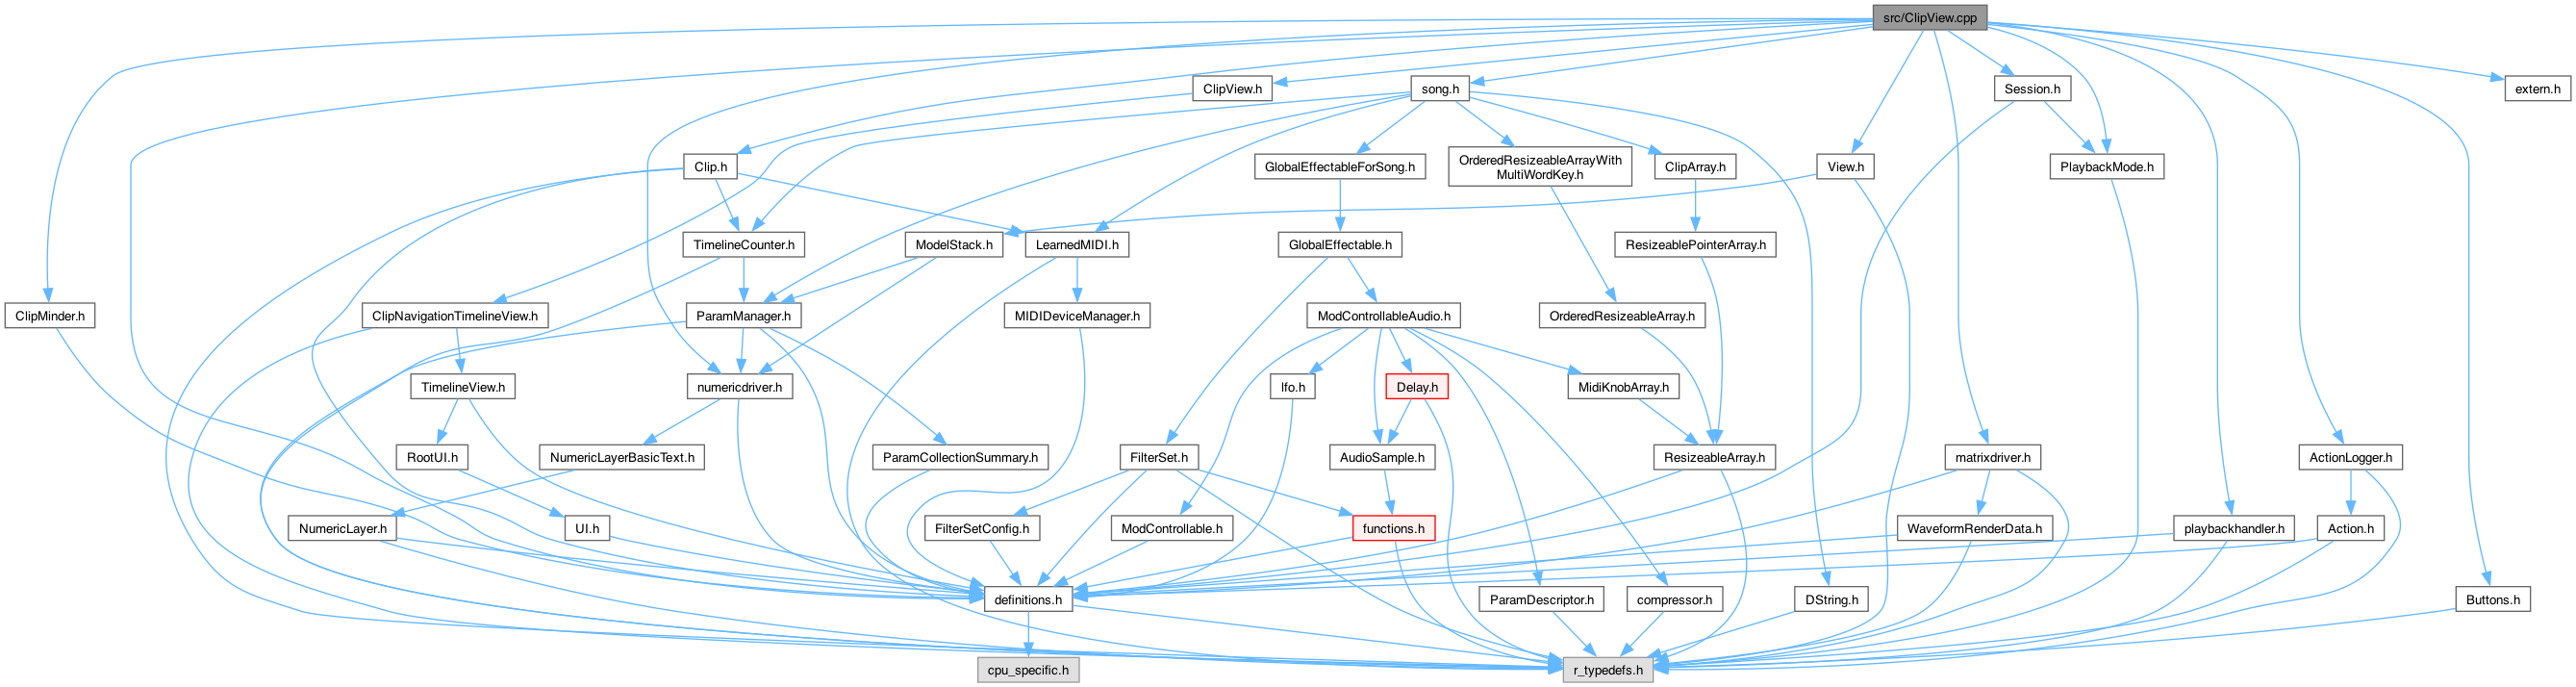 src/ClipView.cpp
ClipView.h
song.h
Session.h
extern.h
Clip.h
GlobalEffectableForSong.h
OrderedResizeableArrayWith
MultiWordKey.h
ClipArray.h
View.h
PlaybackMode.h
TimelineCounter.h
ModelStack.h
LearnedMIDI.h
GlobalEffectable.h
ResizeablePointerArray.h
ClipMinder.h
ClipNavigationTimelineView.h
ParamManager.h
MIDIDeviceManager.h
ModControllableAudio.h
OrderedResizeableArray.h
TimelineView.h
numericdriver.h
lfo.h
Delay.h
MidiKnobArray.h
RootUI.h
NumericLayerBasicText.h
ParamCollectionSummary.h
FilterSet.h
AudioSample.h
ResizeableArray.h
matrixdriver.h
ActionLogger.h
NumericLayer.h
UI.h
FilterSetConfig.h
ModControllable.h
functions.h
WaveformRenderData.h
playbackhandler.h
Action.h
definitions.h
ParamDescriptor.h
compressor.h
DString.h
Buttons.h
cpu_specific.h
r_typedefs.h